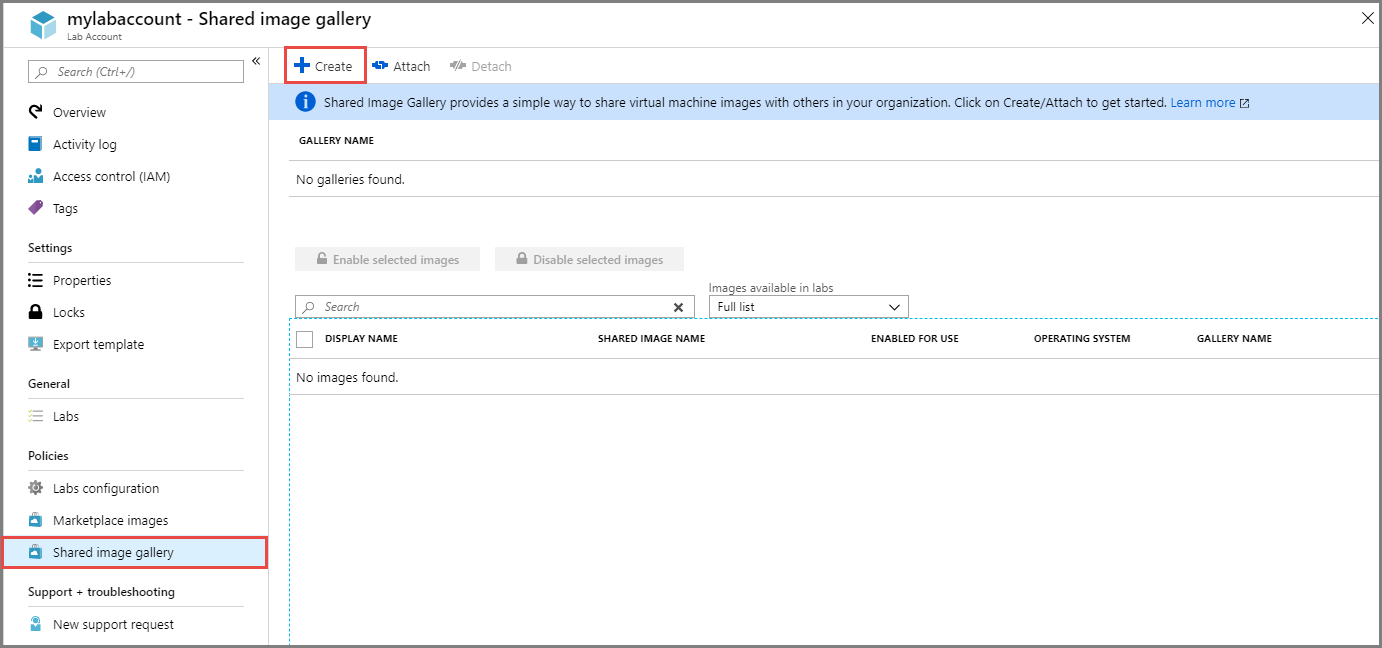 mylabaccount - Shared image gallery
Lab Account
Search (Ctrl+/)
Overview
Activity log
Access control (IAM)
Tags
Settings
Properties
Locks
Export template
General
Labs
Policies
Labs configuration
Marketplace images
Shared image gallery
Support + troubleshooting
New support request
Create Attach Detach
Shared Image Gallery provides a simple way to share virtual machine images with others in your organization. Click on Create/Attach to get started. Learn more
GALLERY NAME
No galleries found.
Enable selected images Disable selected images
Images available in labs
Search Full list
DISPLAY NAME SHARED IMAGE NAME ENABLED FOR USE OPERATING SYSTEM GALLERY NAME
No images found.